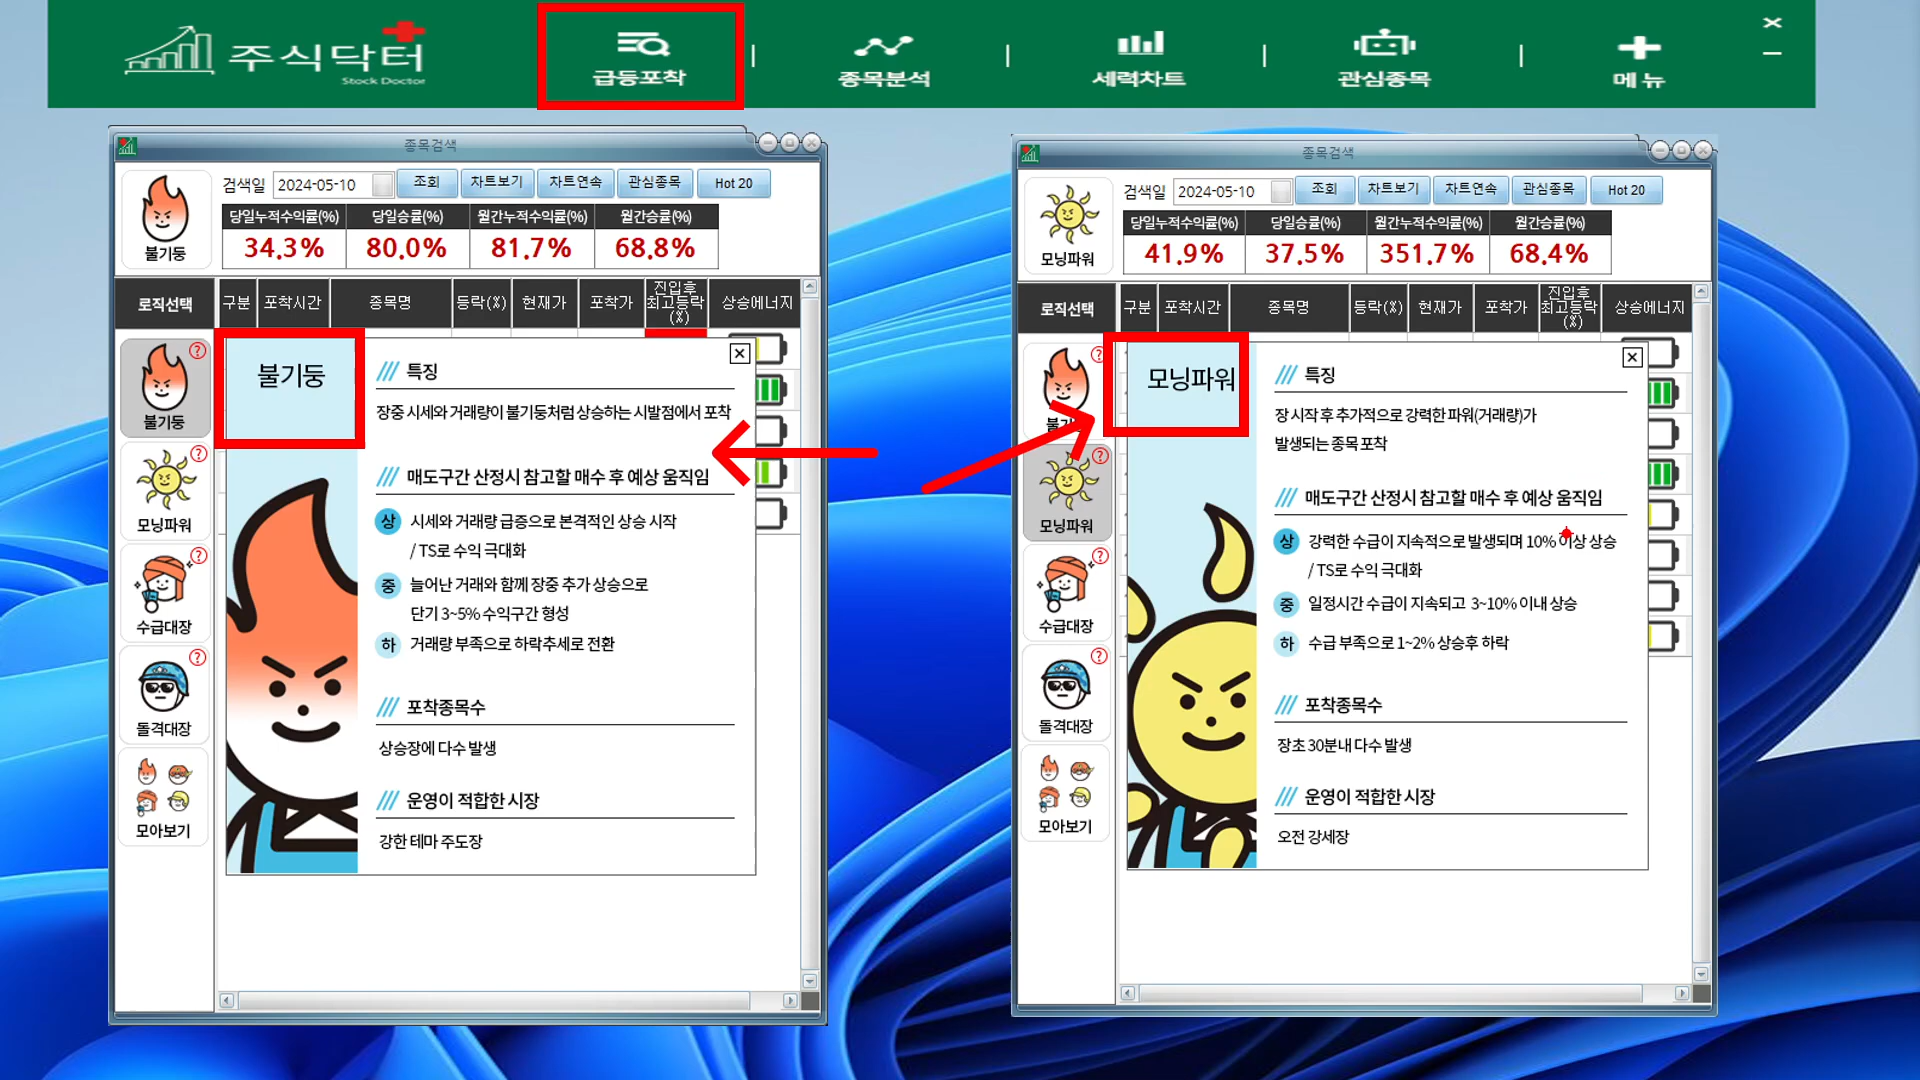 주식닥터
Stock Doctor
급등포착
종목분석
세력차트
관심종목
메뉴
종목검색
불기둥
검색일 2024-05-10 조회 차트보기 차트연속 관심종목 Hot 20
당일누적수익률(%) 당일승률(%) 월간누적수익률(%) 월간승률(%)
34.3% 80.0% 81.7% 68.8%
로직선택 구분 포착시간 종목명 등락(%) 현재가 포착가 진입후 최고등락 (%) 상승에너지
불기둥
모닝파워
수급대장
돌격대장
모아보기
불기둥
/// 특징
장중 시세와 거래량이 불기둥처럼 상승하는 시발점에서 포착
/// 매도구간 산정시 참고할 매수 후 예상 움직임
상 시세와 거래량 급증으로 본격적인 상승 시작
/ TS로 수익 극대화
중 늘어난 거래와 함께 장중 추가 상승으로
단기 3~5% 수익구간 형성
하 거래량 부족으로 하락추세로 전환
/// 포착종목수
상승장에 다수 발생
/// 운영이 적합한 시장
강한 테마 주도장
종목검색
모닝파워
검색일 2024-05-10 조회 차트보기 차트연속 관심종목 Hot 20
당일누적수익률(%) 당일승률(%) 월간누적수익률(%) 월간승률(%)
41.9% 37.5% 351.7% 68.4%
로직선택 구분 포착시간 종목명 등락(%) 현재가 포착가 진입후 최고등락 (%) 상승에너지
모닝파워
수급대장
돌격대장
모아보기
모닝파워
/// 특징
장 시작 후 추가적으로 강력한 파워(거래량)가
발생되는 종목 포착
/// 매도구간 산정시 참고할 매수 후 예상 움직임
상 강력한 수급이 지속적으로 발생되며 10% 이상 상승
/ TS로 수익 극대화
중 일정시간 수급이 지속되고 3~10% 이내 상승
하 수급 부족으로 1~2% 상승후 하락
/// 포착종목수
장초 30분내 다수 발생
/// 운영이 적합한 시장
오전 강세장